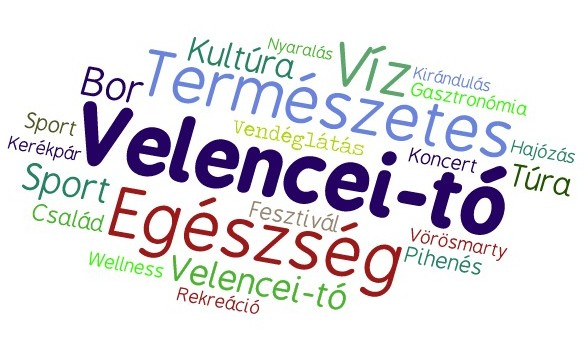 Nyaralás
Kultúra
Víz
Kirándulás
Bor
Természetes
Gasztronómia
Sport
Vendéglátás
Hajózás
Kerékpár
Velencei-tó
Koncert
Túra
Sport
Fesztivál
Család
Egészség
Vörösmarty
Pihenés
Wellness
Velencei-tó
Rekreáció